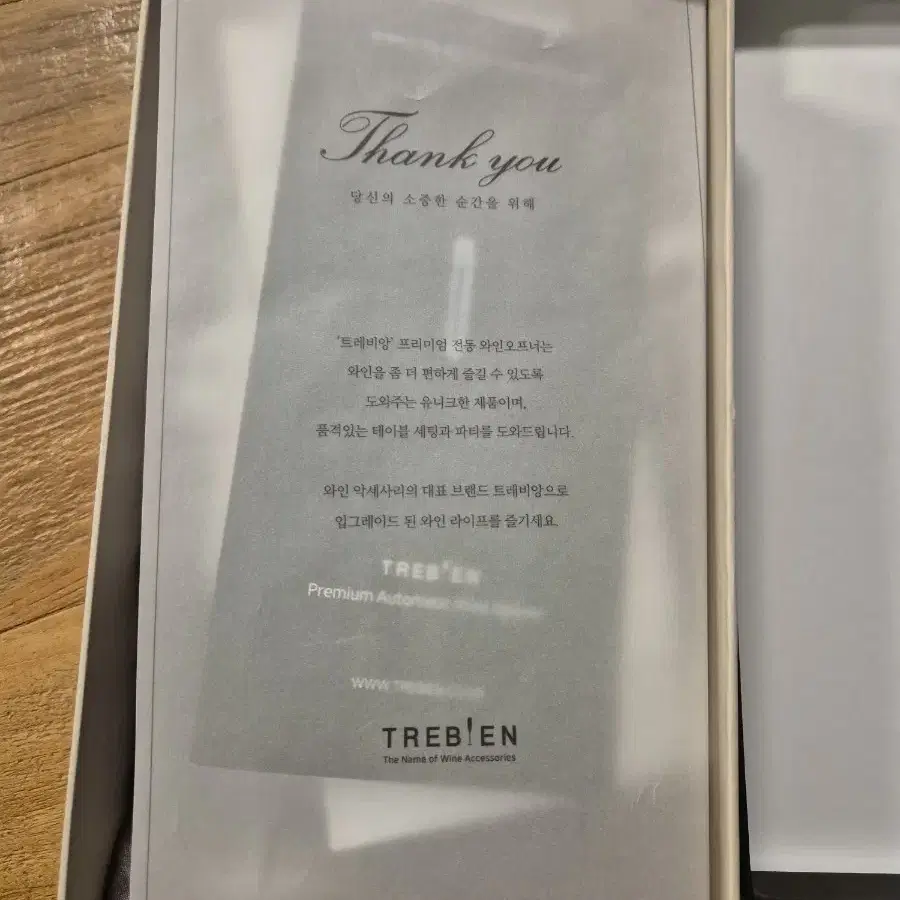 Thank you
당신의 소중한 순간을 위해
'트레비앙' 프리미엄 전동 와인오프너는
와인을 좀 더 편하게 즐길 수 있도록
도와주는 유니크한 제품이며,
품격있는 테이블 세팅과 파티를 도와드립니다.
와인 악세사리의 대표 브랜드 트레비앙으로
업그레이드 된 와인 라이프를 즐기세요.
TREB!EN
Premium Automatic
TREB!EN
The Name of Wine Accessories